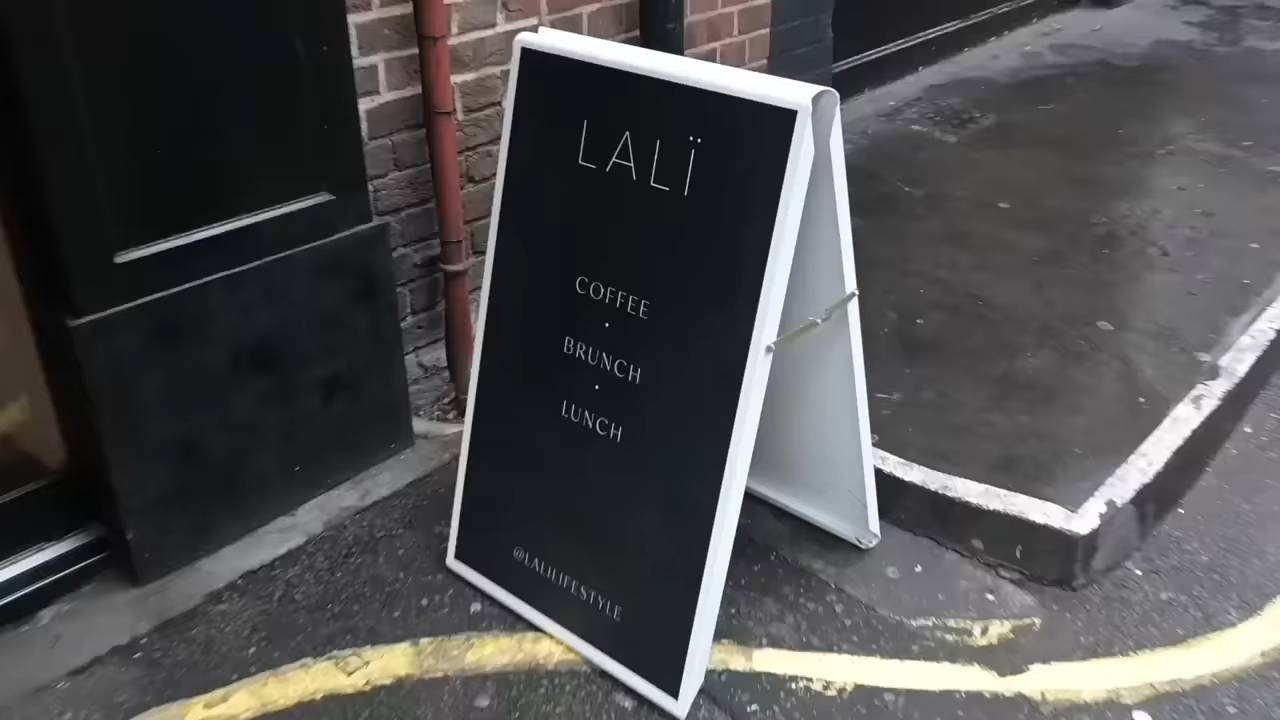 LALÏ
COFFEE
•
BRUNCH
•
LUNCH
@LALILIFESTYLE